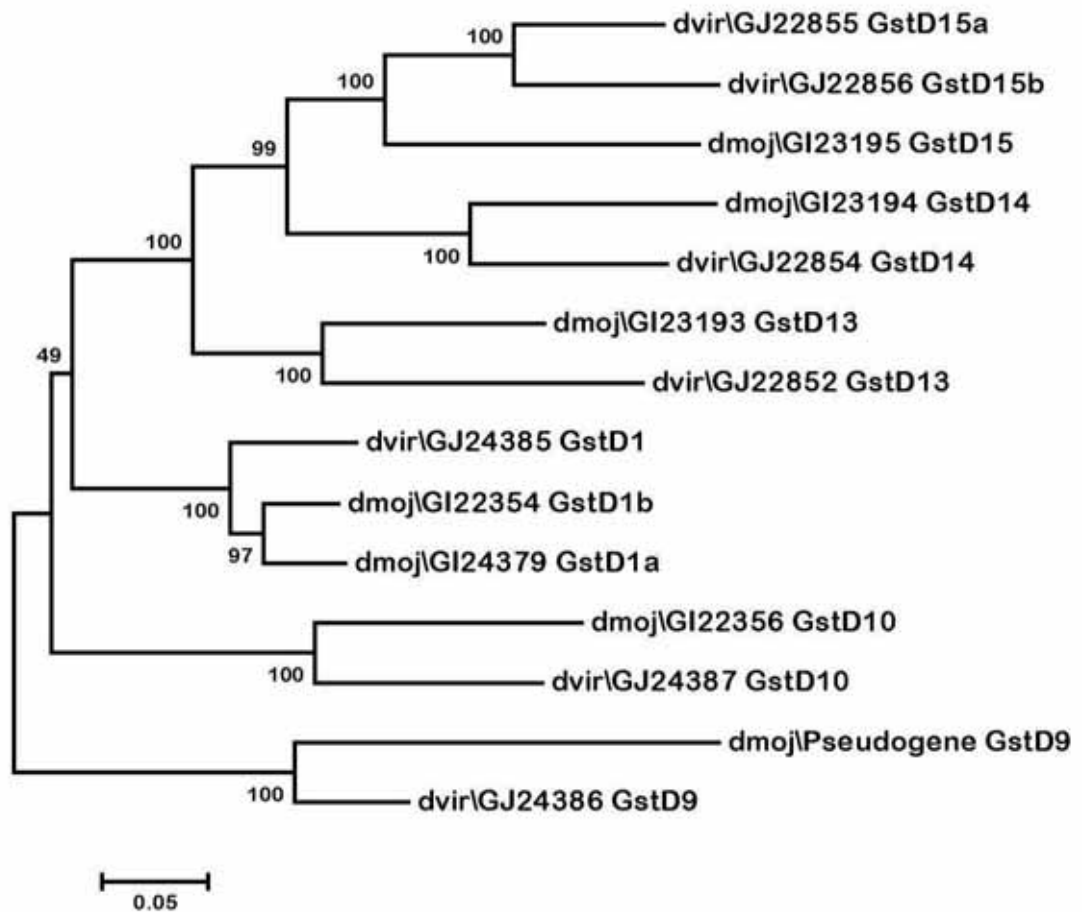 dvir\GJ22855 GstD15a
100
dvir\GJ22856 GstD15b
100
dmoj\GI23195 GstD15
99
dmoj\GI23194 GstD14
100
100
dvir\GJ22854 GstD14
dmoj\GI23193 GstD13
49
100
dvir\GJ22852 GstD13
dvir\GJ24385 GstD1
100
dmoj\GI22354 GstD1b
97
dmoj\GI24379 GstD1a
dmoj\GI22356 GstD10
100
dvir\GJ24387 GstD10
dmoj\Pseudogene GstD9
100
dvir\GJ24386 GstD9
0.05